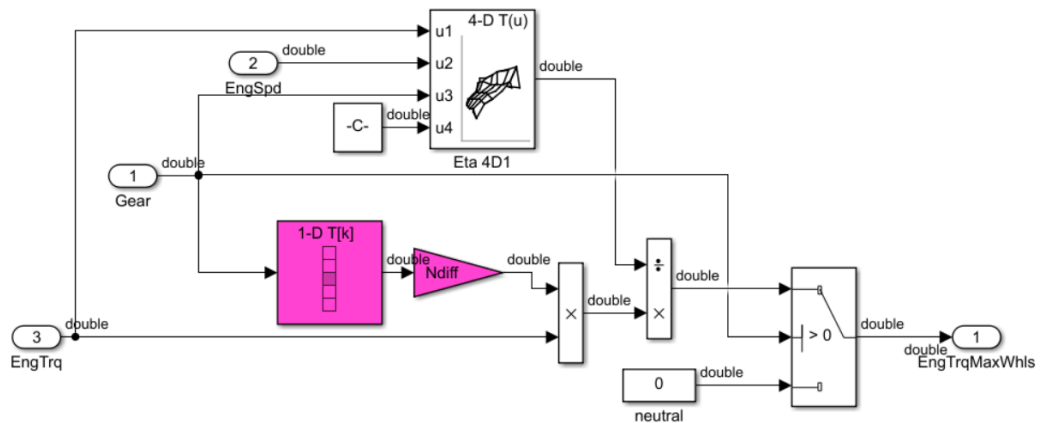 4-D T(u)
u1
double
2
double
u2
double
EngSpd
u3
double
-C-
u4
Eta 4D1
double
1
Gear
1-D T[k]
double
Ndiff
double
÷
double
×
double
×
double
3
EngTrq
> 0
double
1
double
EngTrqMaxWhls
0
double
neutral